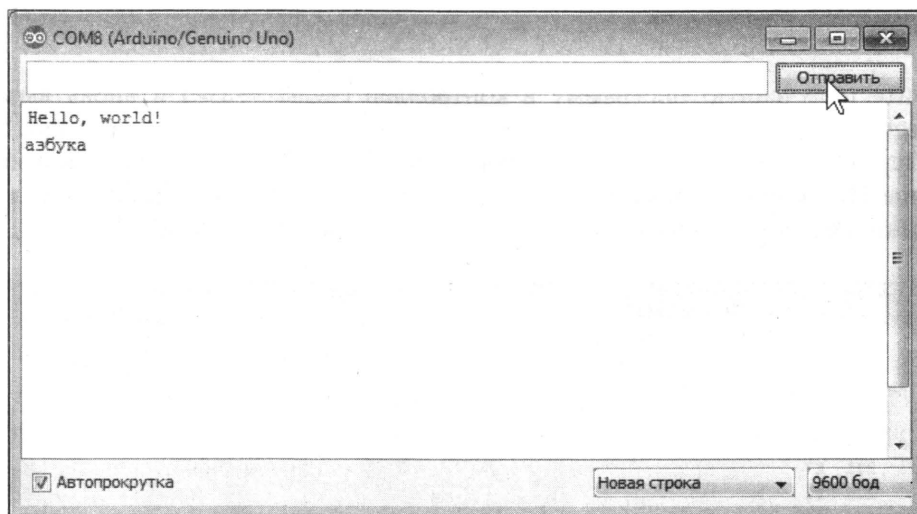 COM8 (Arduino/Genuino Uno)
Отправить
Hello, world!
азбука
Автопрокрутка
Новая строка
9600 бод